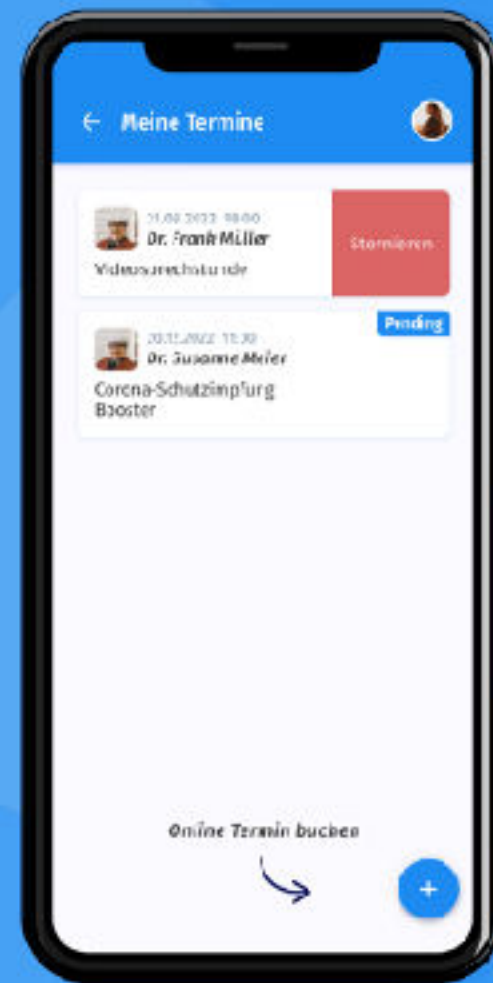 Meine Termine
Dr. Frank Müller
Stornieren
Videosprechstunde
Pending
Dr. Susanne Meier
Corona-Schutzimpfung
Booster
Online Termin buchen
+